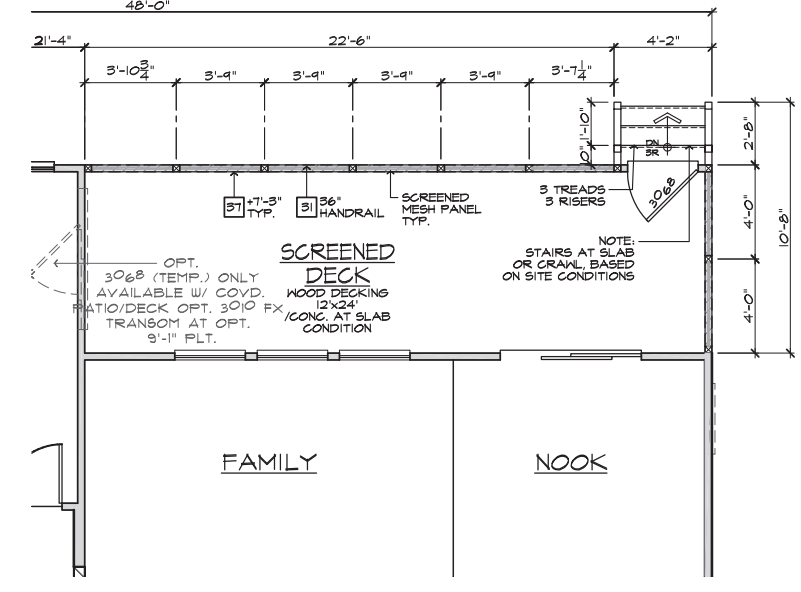 48'-0"
21'-4"
22'-6"
4'-2"
3'-10 3/4"
3'-9"
3'-9"
3'-9"
3'-9"
3'-7 1/4"
1'-10"
10"
DN
3R
2'-8"
4'-0"
4'-0"
10'-8"
37
+7'-3"
TYP.
31
36"
HANDRAIL
SCREENED
MESH PANEL
TYP.
3 TREADS
3 RISERS
3068
NOTE:
STAIRS AT SLAB
OR CRAWL, BASED
ON SITE CONDITIONS
SCREENED
DECK
WOOD DECKING
12'x24'
/CONC. AT SLAB
CONDITION
OPT.
3068 (TEMP.) ONLY
AVAILABLE W/ COVD.
PATIO/DECK OPT. 3010 FX
TRANSOM AT OPT.
9'-1" PLT.
FAMILY
NOOK